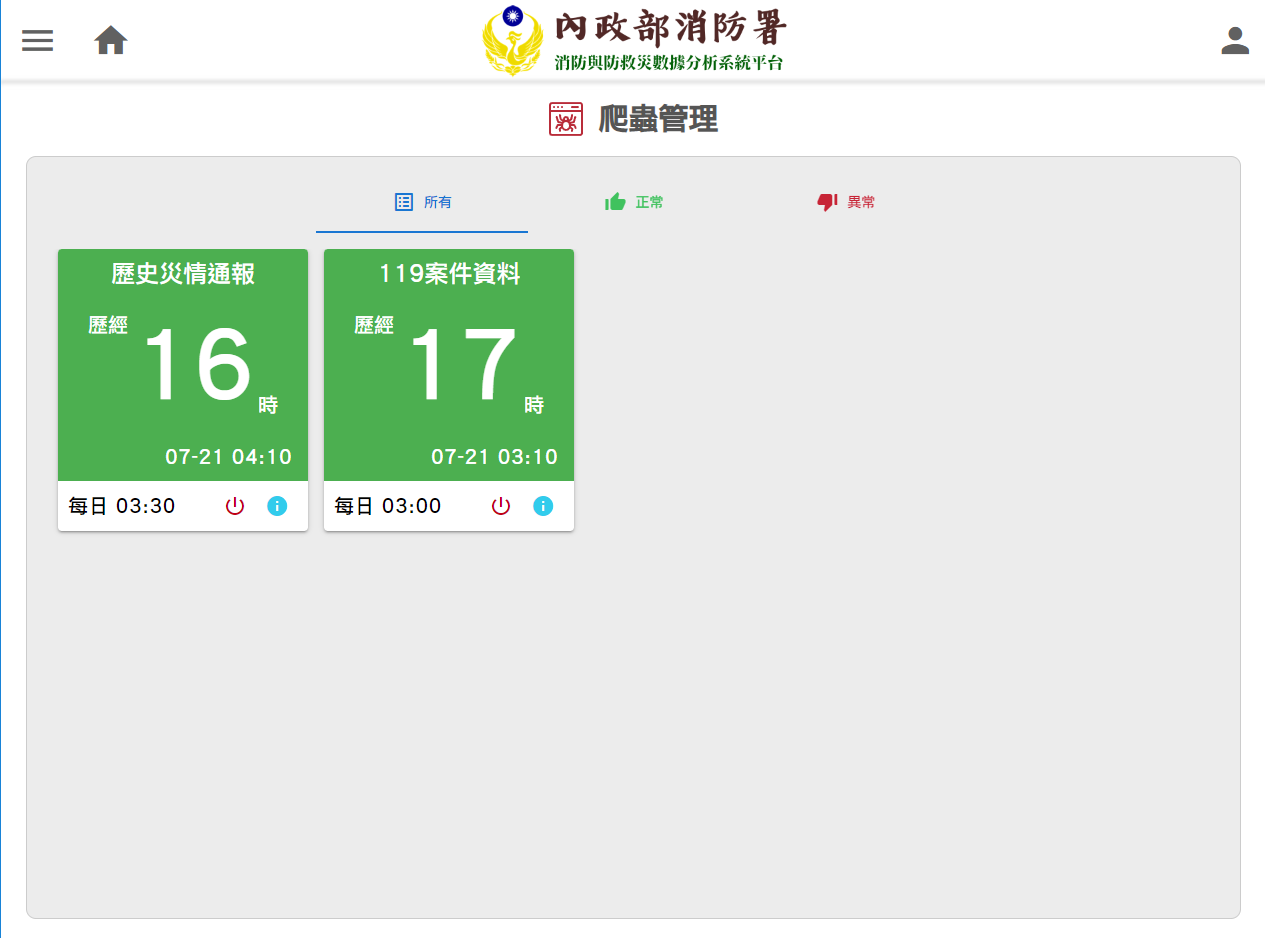 內政部消防署
消防與防救災數據分析系統平台
爬蟲管理
所有
正常
異常
歷史災情通報
歷經
16
時
07-21 04:10
每日 03:30
119案件資料
歷經
17
時
07-21 03:10
每日 03:00